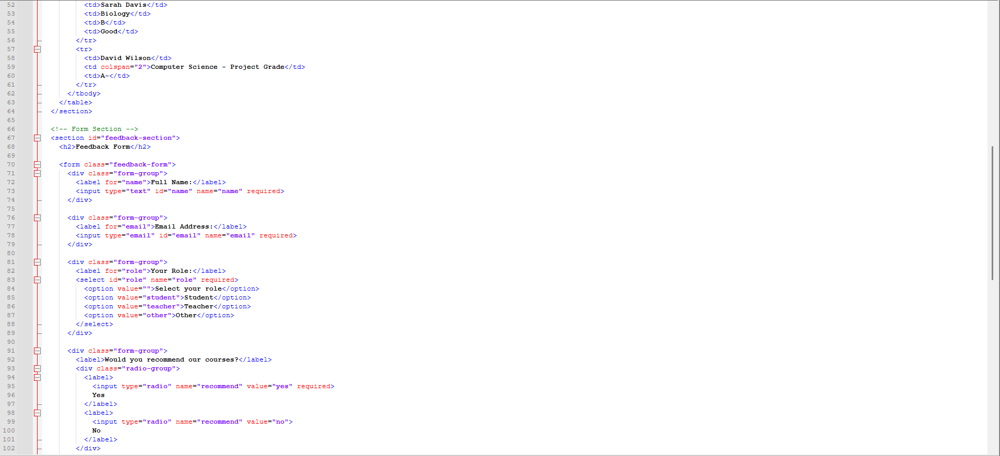 52 <td>Sarah Davis</td>
53 <td>Biology</td>
54 <td>B</td>
55 <td>Good</td>
56 </tr>
57 <tr>
58 <td>David Wilson</td>
59 <td colspan="2">Computer Science - Project Grade</td>
60 <td>A-</td>
61 </tr>
62 </tbody>
63 </table>
64 </section>
65
66 <!-- Form Section -->
67 <section id="feedback-section">
68 <h2>Feedback Form</h2>
69
70 <form class="feedback-form">
71 <div class="form-group">
72 <label for="name">Full Name:</label>
73 <input type="text" id="name" name="name" required>
74 </div>
75
76 <div class="form-group">
77 <label for="email">Email Address:</label>
78 <input type="email" id="email" name="email" required>
79 </div>
80
81 <div class="form-group">
82 <label for="role">Your Role:</label>
83 <select id="role" name="role" required>
84 <option value="">Select your role</option>
85 <option value="student">Student</option>
86 <option value="teacher">Teacher</option>
87 <option value="other">Other</option>
88 </select>
89 </div>
90
91 <div class="form-group">
92 <label>Would you recommend our courses?</label>
93 <div class="radio-group">
94 <label>
95 <input type="radio" name="recommend" value="yes" required>
96 Yes
97 </label>
98 <label>
99 <input type="radio" name="recommend" value="no">
100 No
101 </label>
102 </div>